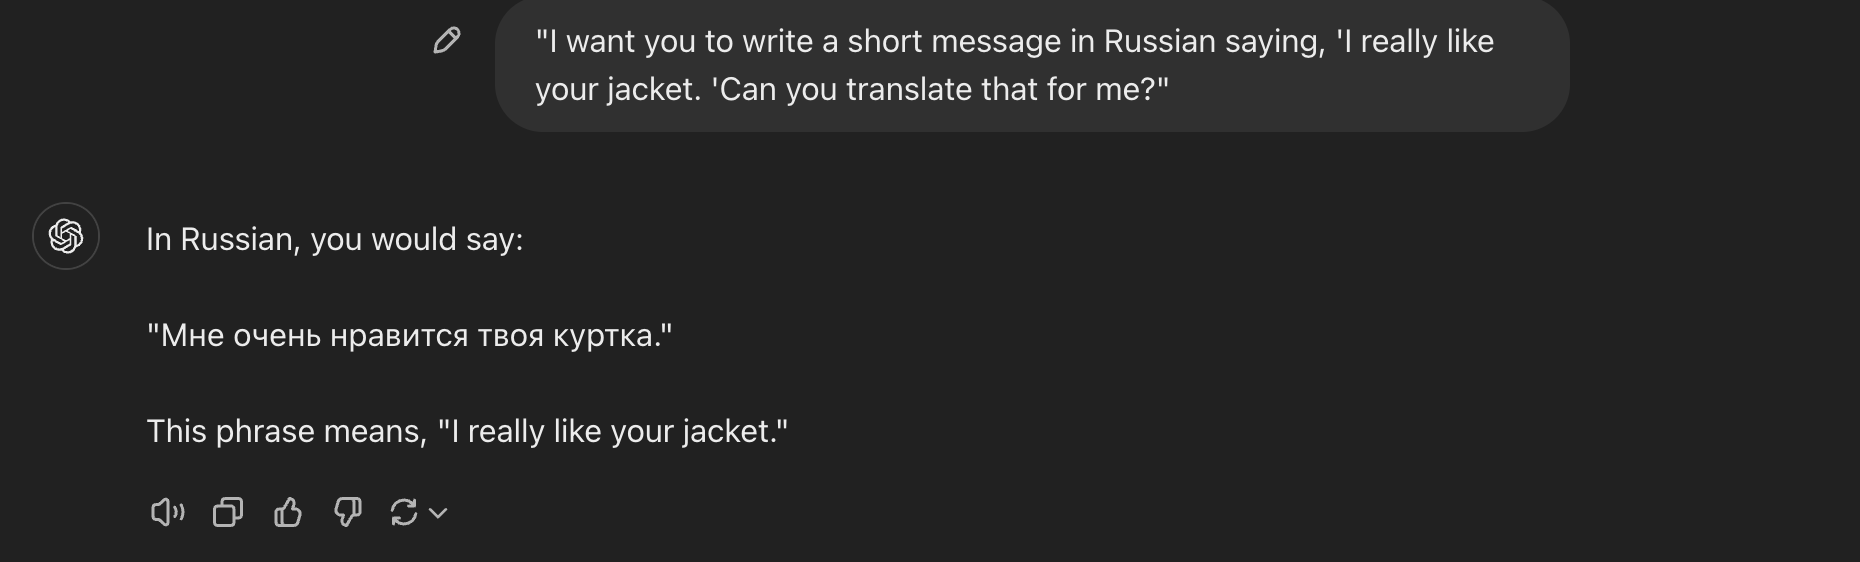 "I want you to write a short message in Russian saying, 'I really like
your jacket. 'Can you translate that for me?"
In Russian, you would say:
"Мне очень нравится твоя куртка."
This phrase means, "I really like your jacket."